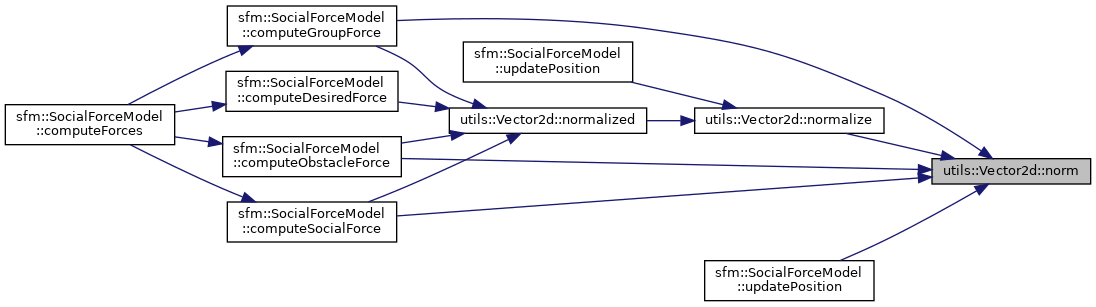 sfm::SocialForceModel
::computeForces
sfm::SocialForceModel
::computeGroupForce
sfm::SocialForceModel
::computeDesiredForce
sfm::SocialForceModel
::computeObstacleForce
sfm::SocialForceModel
::computeSocialForce
sfm::SocialForceModel
::updatePosition
utils::Vector2d::normalized
utils::Vector2d::normalize
utils::Vector2d::norm
sfm::SocialForceModel
::updatePosition